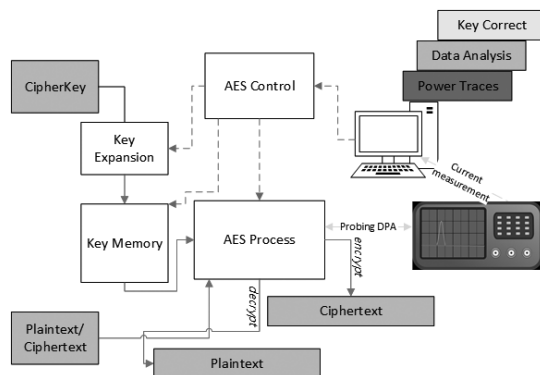 Key Correct
Data Analysis
Power Traces
CipherKey
AES Control
Key
Expansion
Current
measurement
Key Memory
AES Process
Probing DPA
encrypt
decrypt
Ciphertext
Plaintext/
Ciphertext
Plaintext